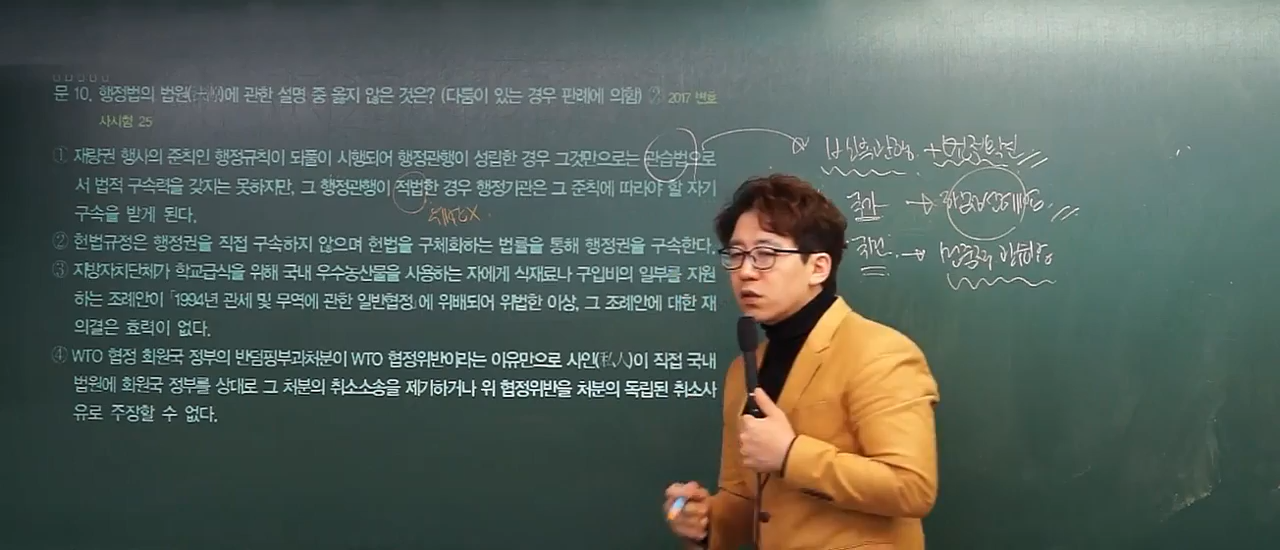 문 10. 행정법의 법원(法源)에 관한 설명 중 옳지 않은 것은? (다툼이 있는 경우 판례에 의함) ② 2017 변호
사시험 25
① 재량권 행사의 준칙인 행정규칙이 되풀이 시행되어 행정관행이 성립한 경우 그것만으로는 관습법으로
서 법적 구속력을 갖지는 못하지만, 그 행정관행이 적법한 경우 행정기관은 그 준칙에 따라야 할 자기
구속을 받게 된다.
② 헌법규정은 행정권을 직접 구속하지 않으며 헌법을 구체화하는 법률을 통해 행정권을 구속한다.
③ 지방자치단체가 학교급식을 위해 국내 우수농산물을 사용하는 자에게 식재료나 구입비의 일부를 지원
하는 조례안이 「1994년 관세 및 무역에 관한 일반협정」에 위배되어 위법한 이상, 그 조례안에 대한 재
의결은 효력이 없다.
④ WTO 협정 회원국 정부의 반덤핑부과처분이 WTO 협정위반이라는 이유만으로 사인(私人)이 직접 국내
법원에 회원국 정부를 상대로 그 처분의 취소소송을 제기하거나 위 협정위반을 처분의 독립된 취소사
유로 주장할 수 없다.
+ 법적확신